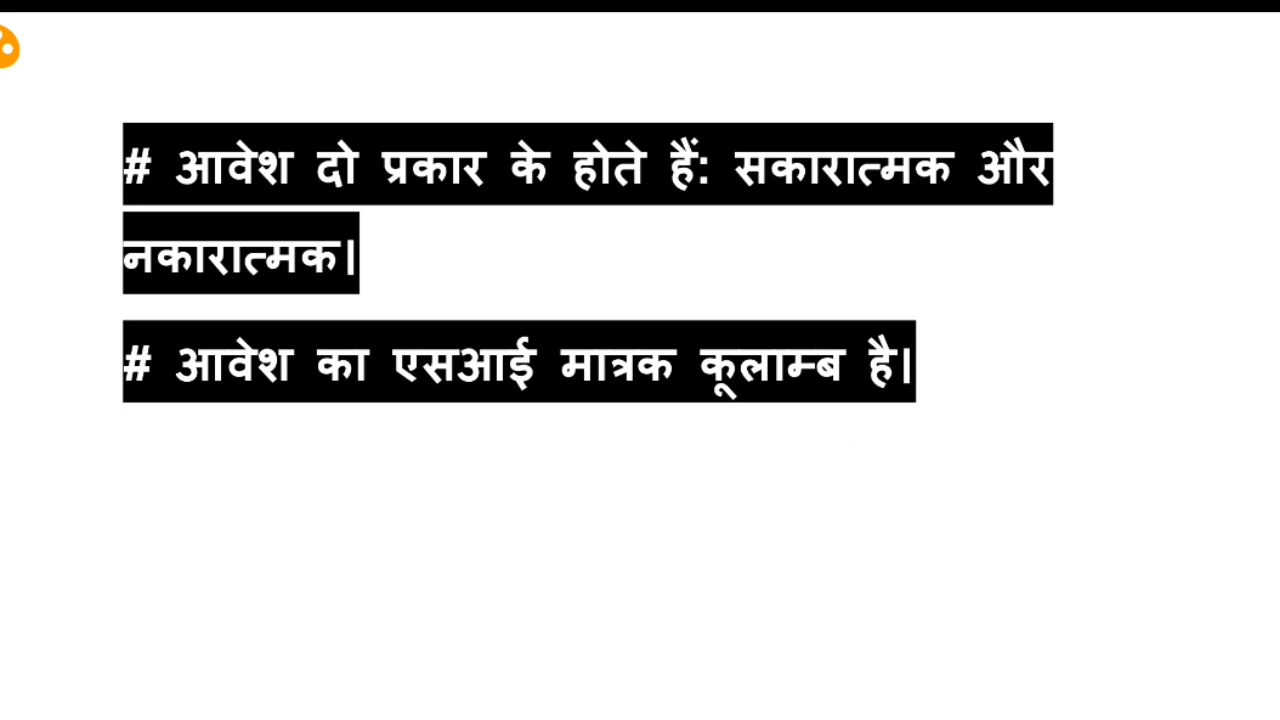 # आवेश दो प्रकार के होते हैं: सकारात्मक और
नकारात्मक।
# आवेश का एसआई मात्रक कूलाम्ब है।